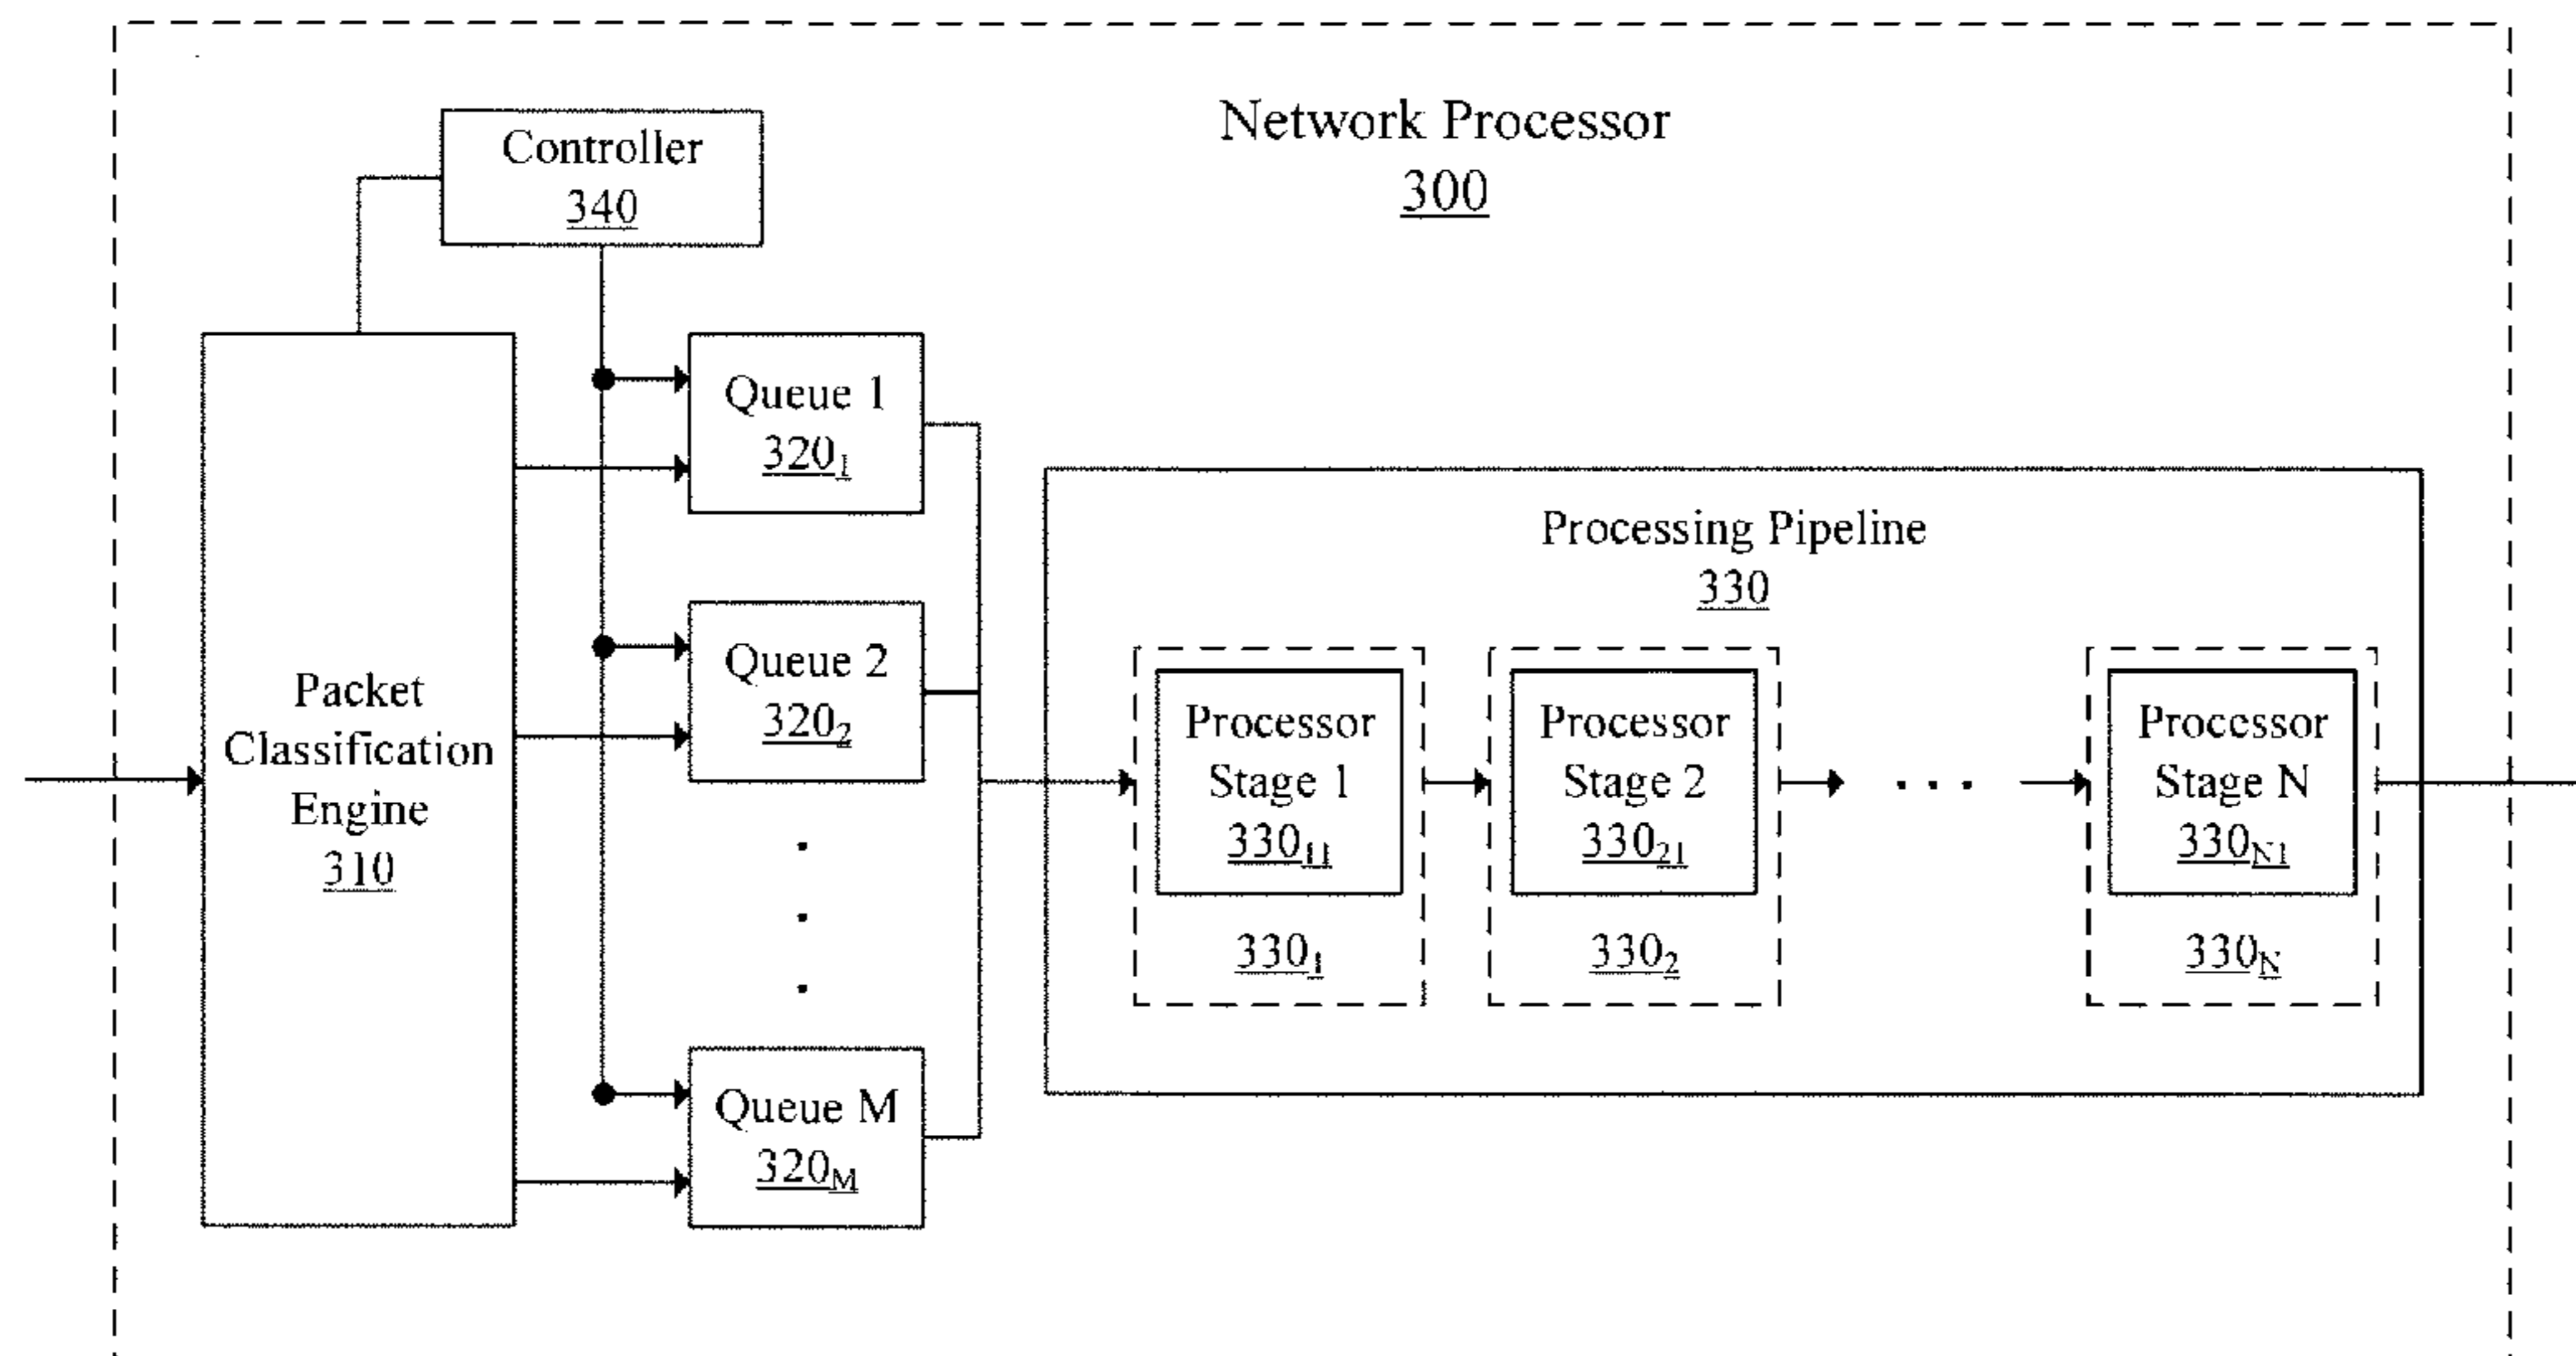 Network Processor
300
Controller
340
Packet
Classification
Engine
310
Queue 1
320₁
Queue 2
320₂
.
.
.
Queue M
320M
Processing Pipeline
330
Processor
Stage 1
330₁₁
330₁
Processor
Stage 2
330₂₁
330₂
. . .
Processor
Stage N
330N1
330N